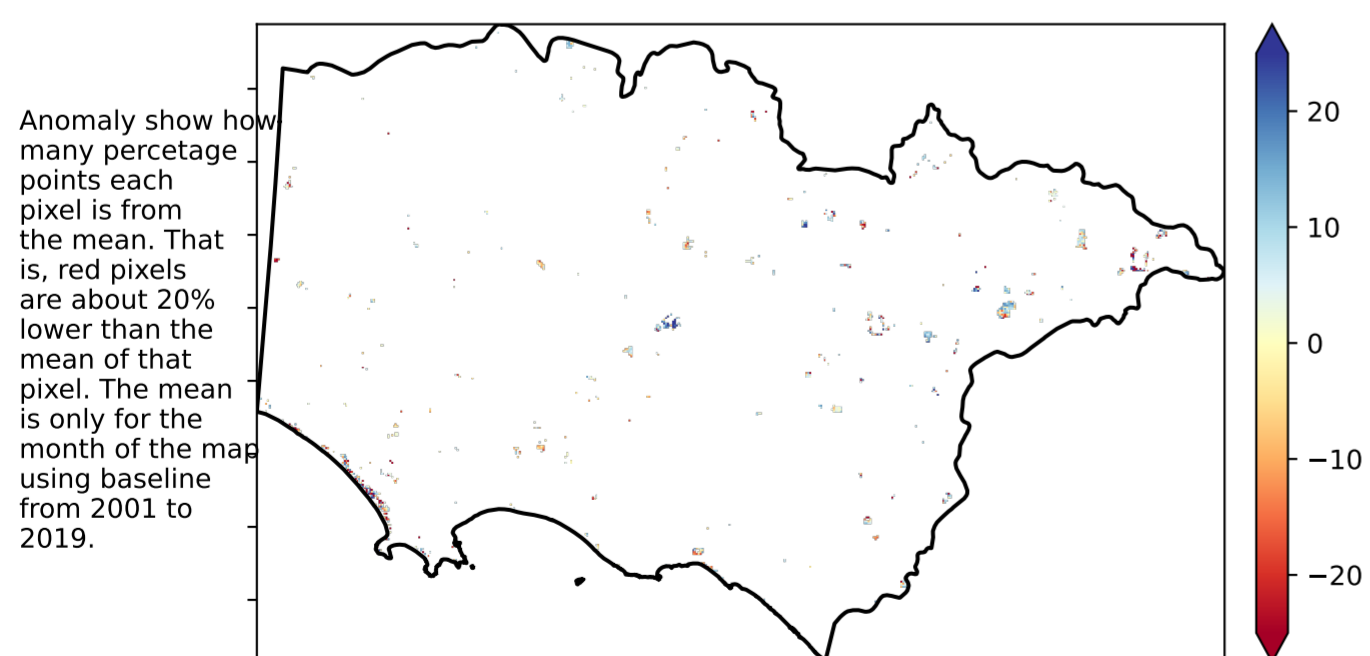 Anomaly show how
many percetage
points each
pixel is from
the mean. That
is, red pixels
are about 20%
lower than the
mean of that
pixel. The mean
is only for the
month of the map
using baseline
from 2001 to
2019.
20
10
0
−10
−20